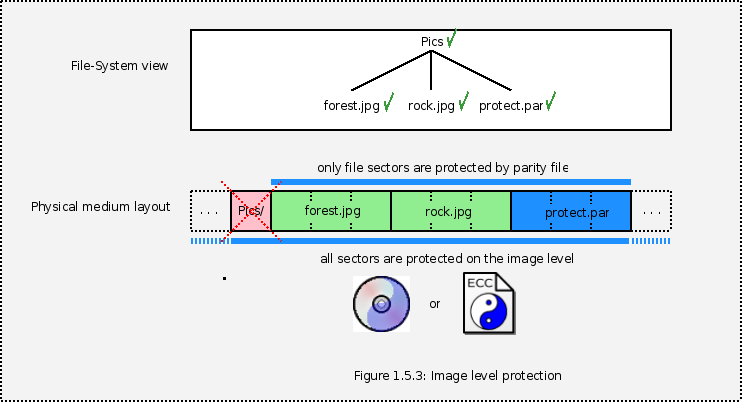 Pics
File-System view
forest.jpg rock.jpg protect.par
only file sectors are protected by parity file
Physical medium layout
. . . Pics/ forest.jpg rock.jpg protect.par . . .
all sectors are protected on the image level
ECC
or
Figure 1.5.3: Image level protection